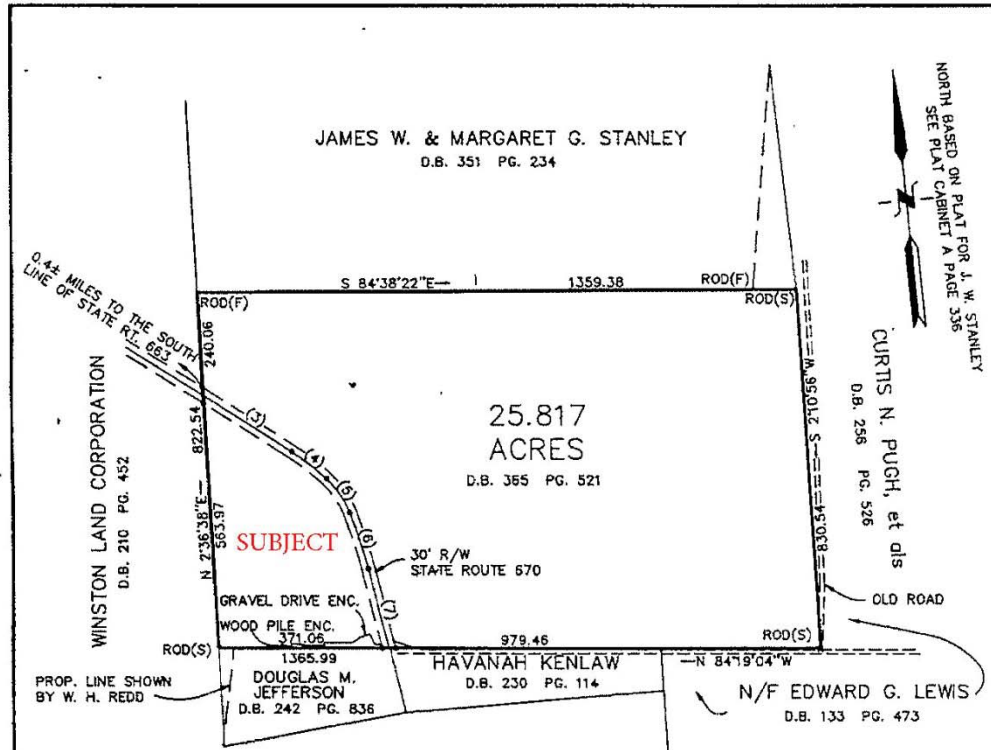 JAMES W. & MARGARET G. STANLEY
D.B. 351 PG. 234
NORTH BASED ON PLAT FOR J. W. STANLEY
SEE PLAT CABINET A PAGE 336
0.4± MILES TO THE SOUTH
LINE OF STATE RT. 663
S 84°38'22"E
1359.38
ROD(F)
ROD(F)
ROD(S)
240.06
822.54
N 2°36'38"E
563.97
WINSTON LAND CORPORATION
D.B. 210 PG. 452
(3)
(4)
(5)
(6)
(7)
25.817
ACRES
D.B. 365 PG. 521
SUBJECT
30' R/W
STATE ROUTE 670
S 2°10'56"W
830.54
CURTIS N. PUGH, et als
D.B. 258 PG. 526
OLD ROAD
GRAVEL DRIVE ENC.
WOOD PILE ENC.
371.06
979.46
ROD(S)
ROD(S)
1365.99
N 84°19'04"W
PROP. LINE SHOWN
BY W. H. REDD
DOUGLAS M.
JEFFERSON
D.B. 242 PG. 836
HAVANAH KENLAW
D.B. 230 PG. 114
N/F EDWARD G. LEWIS
D.B. 133 PG. 473